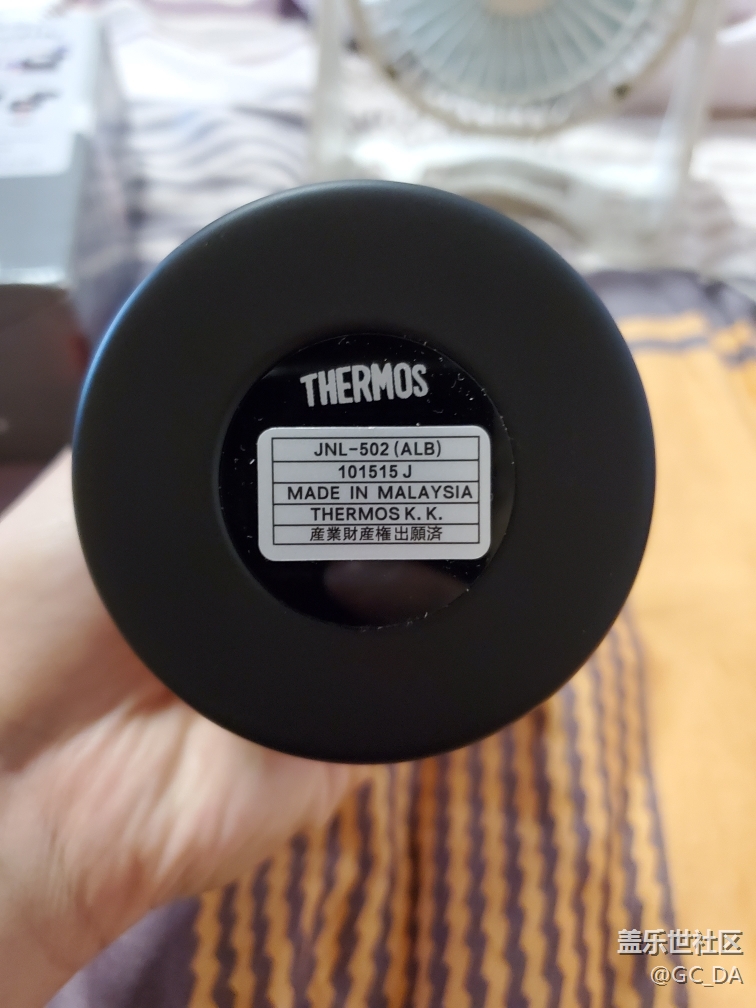 THERMOS
JNL-502 (ALB)
101515 J
MADE IN MALAYSIA
THERMOS K. K.
産業財産権出願済
盖乐世社区
@GC_DA